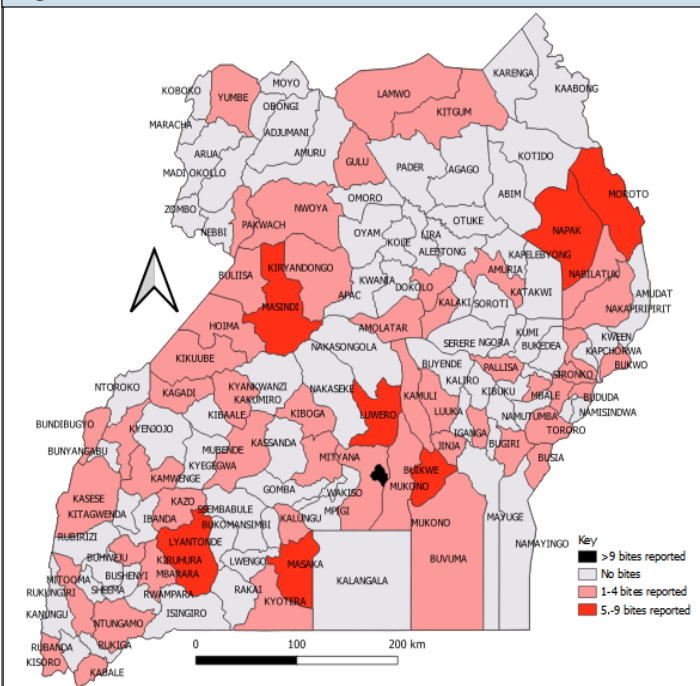 KARENGA
KAABONG
MOYO
KOBOKO
YUMBE
LAMWO
OBONGI
KITGUM
MARACHA
ADJUMANI
ARUA
AMURU
KOTIDO
GULU
PADER
AGAGO
MADI OKOLLO
ABIM
MOROTO
OMORO
ZOMBO
NWOYA
OTUKE
PAKWACH
NEBBI
OYAM
LIRA
NAPAK
KOLE
ALEBTONG
KAPELEBYONG
KIRYANDONGO
AMURIA
BULIISA
NABILATUK
KWANIA
DOKOLO
KATAKWI
AMUDAT
APAC
KALAKI
SOROTI
MASINDI
NAKAPIRIPIRIT
HOIMA
AMOLATAR
KUMI
KWEEN
NAKASONGOLA
SERERE
NGORA
BUKEDEA
KAPCHORWA
KIKUUBE
BUYENDE
PALLISA
BUKWO
SIRONKO
NTOROKO
KYANKWANZI
KALIRO
KAGADI
NAKASEKE
KAMULI
KIBUKU
MBALE
KAKUMIRO
BUDUDA
KIBAALE
KIBOGA
LUWERO
LUUKA
NAMUTUMBA
NAMISINDWA
BUNDIBUGYO
KYENJOJO
TORORO
KASSANDA
IGANGA
BUNYANGABU
MUBENDE
JINJA
BUGIRI
MITYANA
BUSIA
KYEGEGWA
BUIKWE
KAMWENGE
MUKONO
GOMBA
WAKISO
KASESE
KAZO
SSEMBABULE
MPIGI
KITAGWENDA
IBANDA
KALUNGU
MUKONO
MAYUGE
BUKOMANSIMBI
RUBIRIZI
LYANTONDE
NAMAYINGO
BUHWEJU
KIRUHURA
LWENGO
MASAKA
BUVUMA
MITOOMA
BUSHENYI
MBARARA
KALANGALA
RUKUNGIRI
SHEEMA
RWAMPARA
RAKAI
KYOTERA
KANUNGU
ISINGIRO
NTUNGAMO
RUBANDA
RUKIGA
KISORO
KABALE
0 100 200 km
Key
>9 bites reported
No bites
1-4 bites reported
5.-9 bites reported